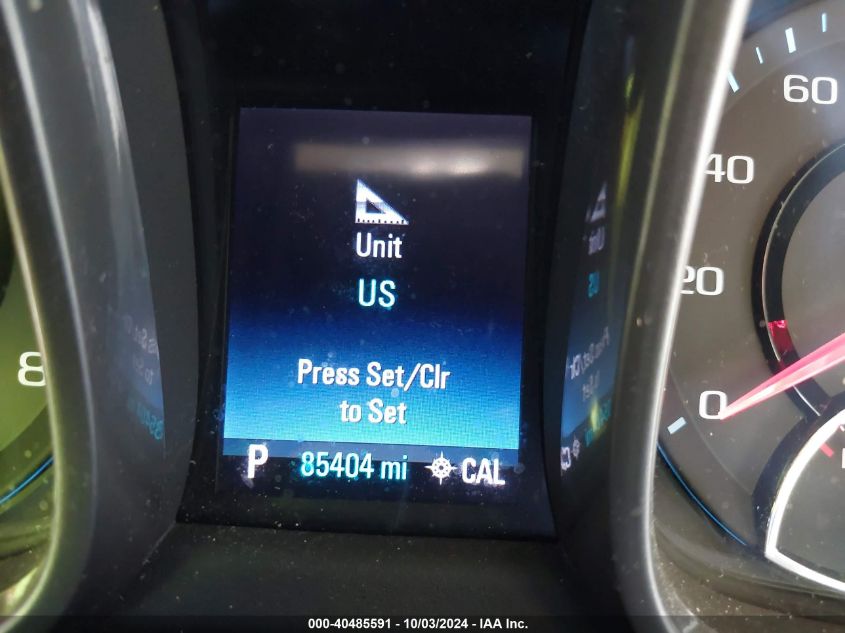 Unit
US
Press Set/Clr
to Set
P 85404 mi CAL
60
40
20
0
8
000-40485591 - 10/03/2024 - IAA Inc.